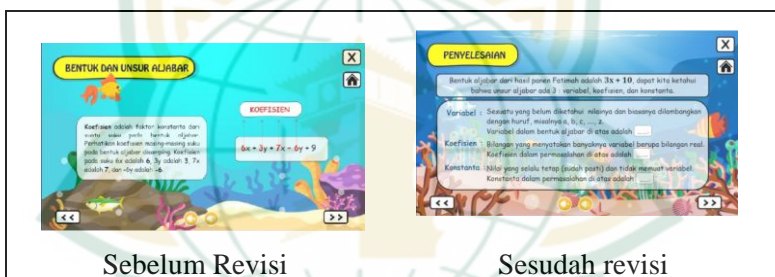 BENTUK DAN UNSUR ALJABAR
X
Koefisien adalah faktor konstanta dari
suatu suku pada bentuk aljabar.
Perhatikan koefisien masing-masing suku
pada bentuk aljabar disamping. Koefisien
pada suku 6x adalah 6, 3y adalah 3, 7x
adalah 7, dan -6y adalah -6.
KOEFISIEN
6x + 3y + 7x - 6y + 9
<<
>>
Sebelum Revisi
PENYELESAIAN
X
Bentuk aljabar dari hasil panen Fatimah adalah 3x + 10, dapat kita ketahui
bahwa unsur aljabar ada 3 : variabel, koefisien, dan konstanta.
Variabel : Sesuatu yang belum diketahui nilainya dan biasanya dilambangkan
dengan huruf, misalnya a, b, c, ..., z.
Variabel dalam bentuk aljabar di atas adalah
Koefisien : Bilangan yang menyatakan banyaknya variabel berupa bilangan real.
Koefisien dalam permasalahan di atas adalah
Konstanta : Nilai yang selalu tetap (sudah pasti) dan tidak memuat variabel.
Konstanta dalam permasalahan di atas adalah
<<
>>
Sesudah revisi